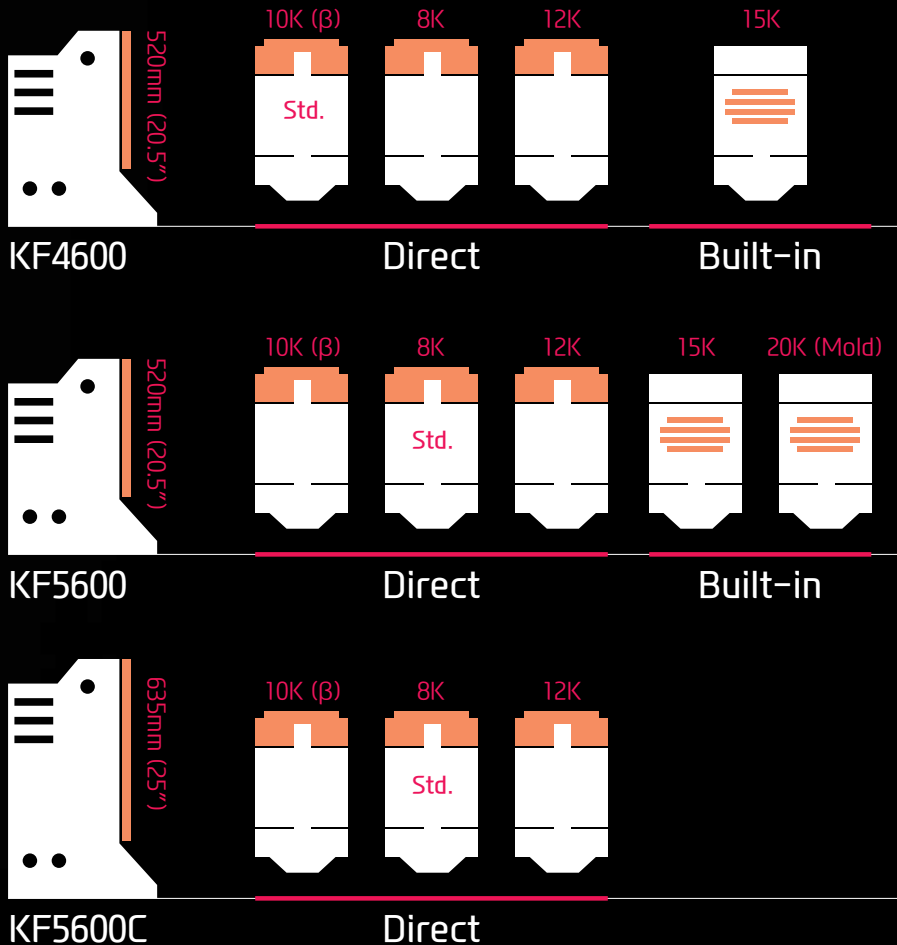 10K (β) 8K 12K 15K
520mm (20.5”)
Std.
KF4600 Direct Built-in
10K (β) 8K 12K 15K 20K (Mold)
520mm (20.5”)
Std.
KF5600 Direct Built-in
10K (β) 8K 12K
635mm (25”)
Std.
KF5600C Direct